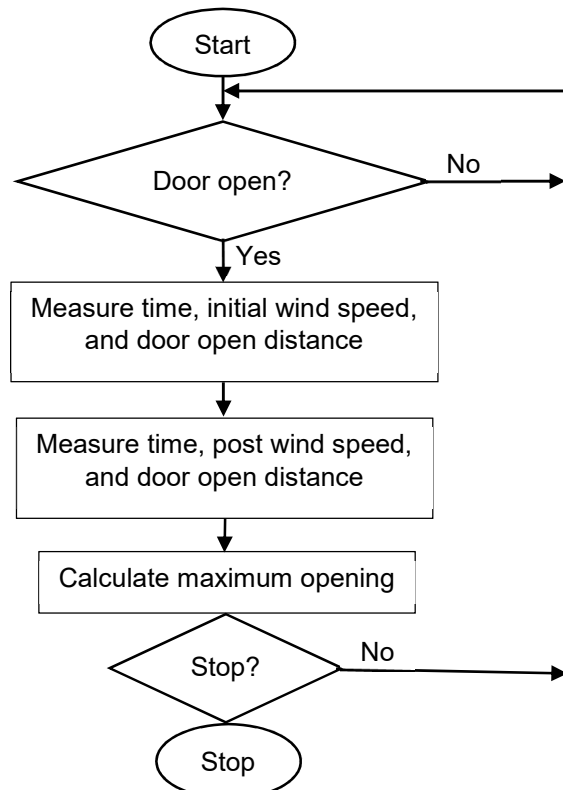 Start
Door open?
No
Yes
Measure time, initial wind speed,
and door open distance
Measure time, post wind speed,
and door open distance
Calculate maximum opening
Stop?
No
Stop